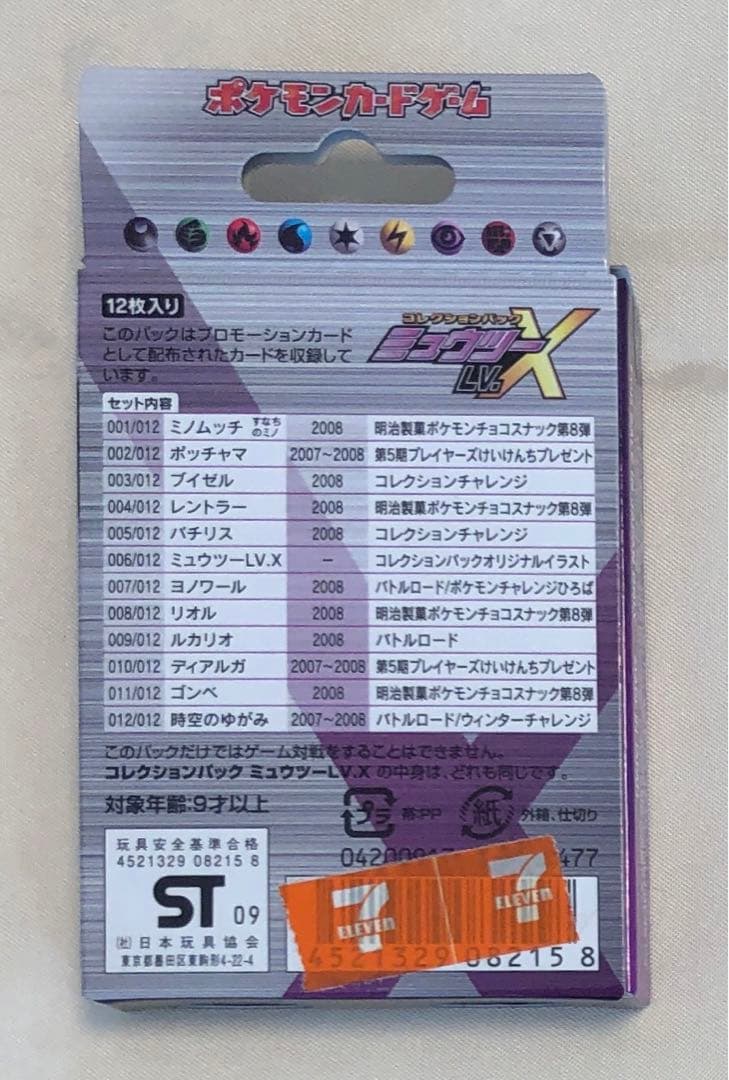 ポケモンカードゲーム
12枚入り
このパックはプロモーションカード
として配布されたカードを収録して
います。
コレクションパック
ミュウツー
LV.X
セット内容
001/012 ミノムッチ すなちのミノ 2008 明治製菓ポケモンチョコスナック第8弾
002/012 ポッチャマ 2007~2008 第5期プレイヤーズけいけんちプレゼント
003/012 ブイゼル 2008 コレクションチャレンジ
004/012 レントラー 2008 明治製菓ポケモンチョコスナック第8弾
005/012 パチリス 2008 コレクションチャレンジ
006/012 ミュウツーLV.X – コレクションパックオリジナルイラスト
007/012 ヨノワール 2008 バトルロード/ポケモンチャレンジひろば
008/012 リオル 2008 明治製菓ポケモンチョコスナック第8弾
009/012 ルカリオ 2008 バトルロード
010/012 ディアルガ 2007~2008 第5期プレイヤーズけいけんちプレゼント
011/012 ゴンベ 2008 明治製菓ポケモンチョコスナック第8弾
012/012 時空のゆがみ 2007~2008 バトルロード/ウィンターチャレンジ
このパックだけではゲーム対戦をすることはできません。
コレクションパック ミュウツーLV.X の中身は、どれも同じです。
対象年齢:9才以上
プラ 帯:PP 紙 外箱、仕切り
玩具安全基準合格
4521329 08215 8
ST 09
(社)日本玩具協会
東京都墨田区東駒形4-22-4
477
7 ELEVEn
7 ELEVEn
4521329 08215 8